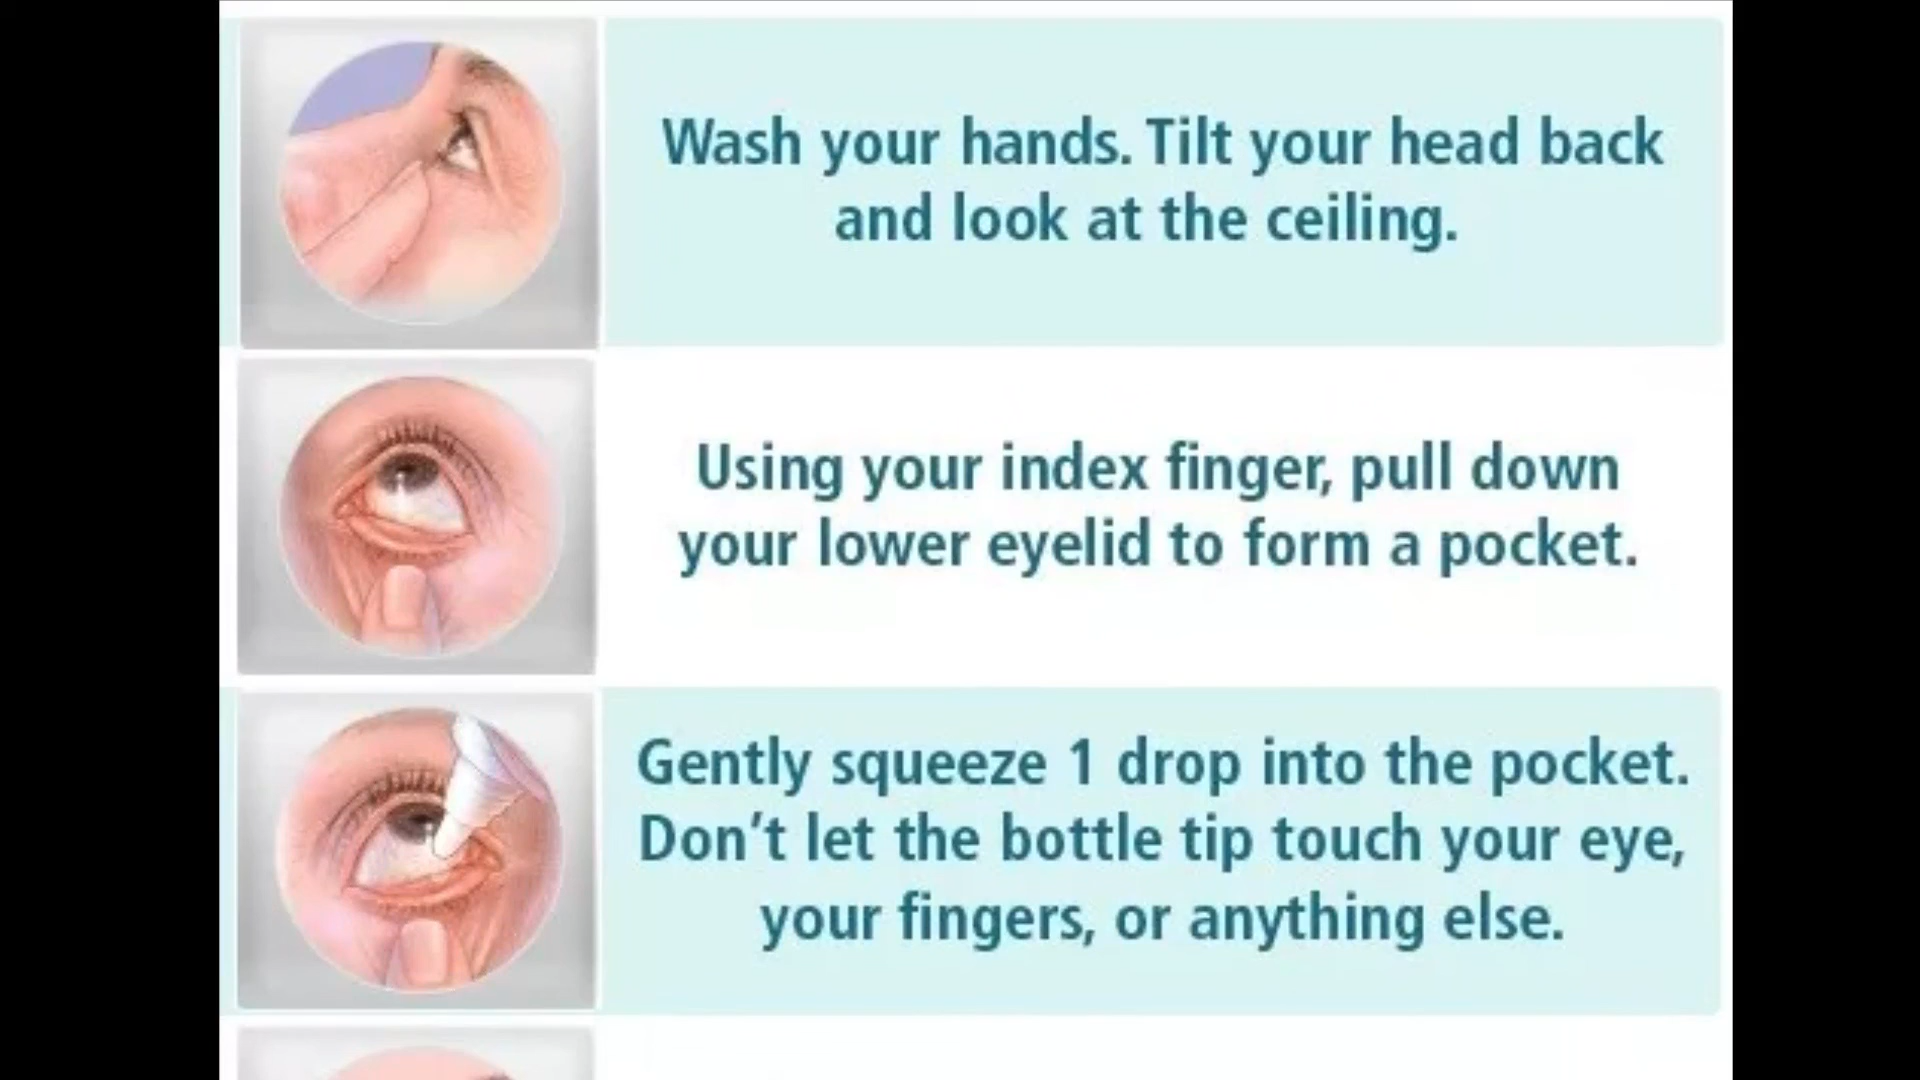 Wash your hands. Tilt your head back
and look at the ceiling.
Using your index finger, pull down
your lower eyelid to form a pocket.
Gently squeeze 1 drop into the pocket.
Don’t let the bottle tip touch your eye,
your fingers, or anything else.